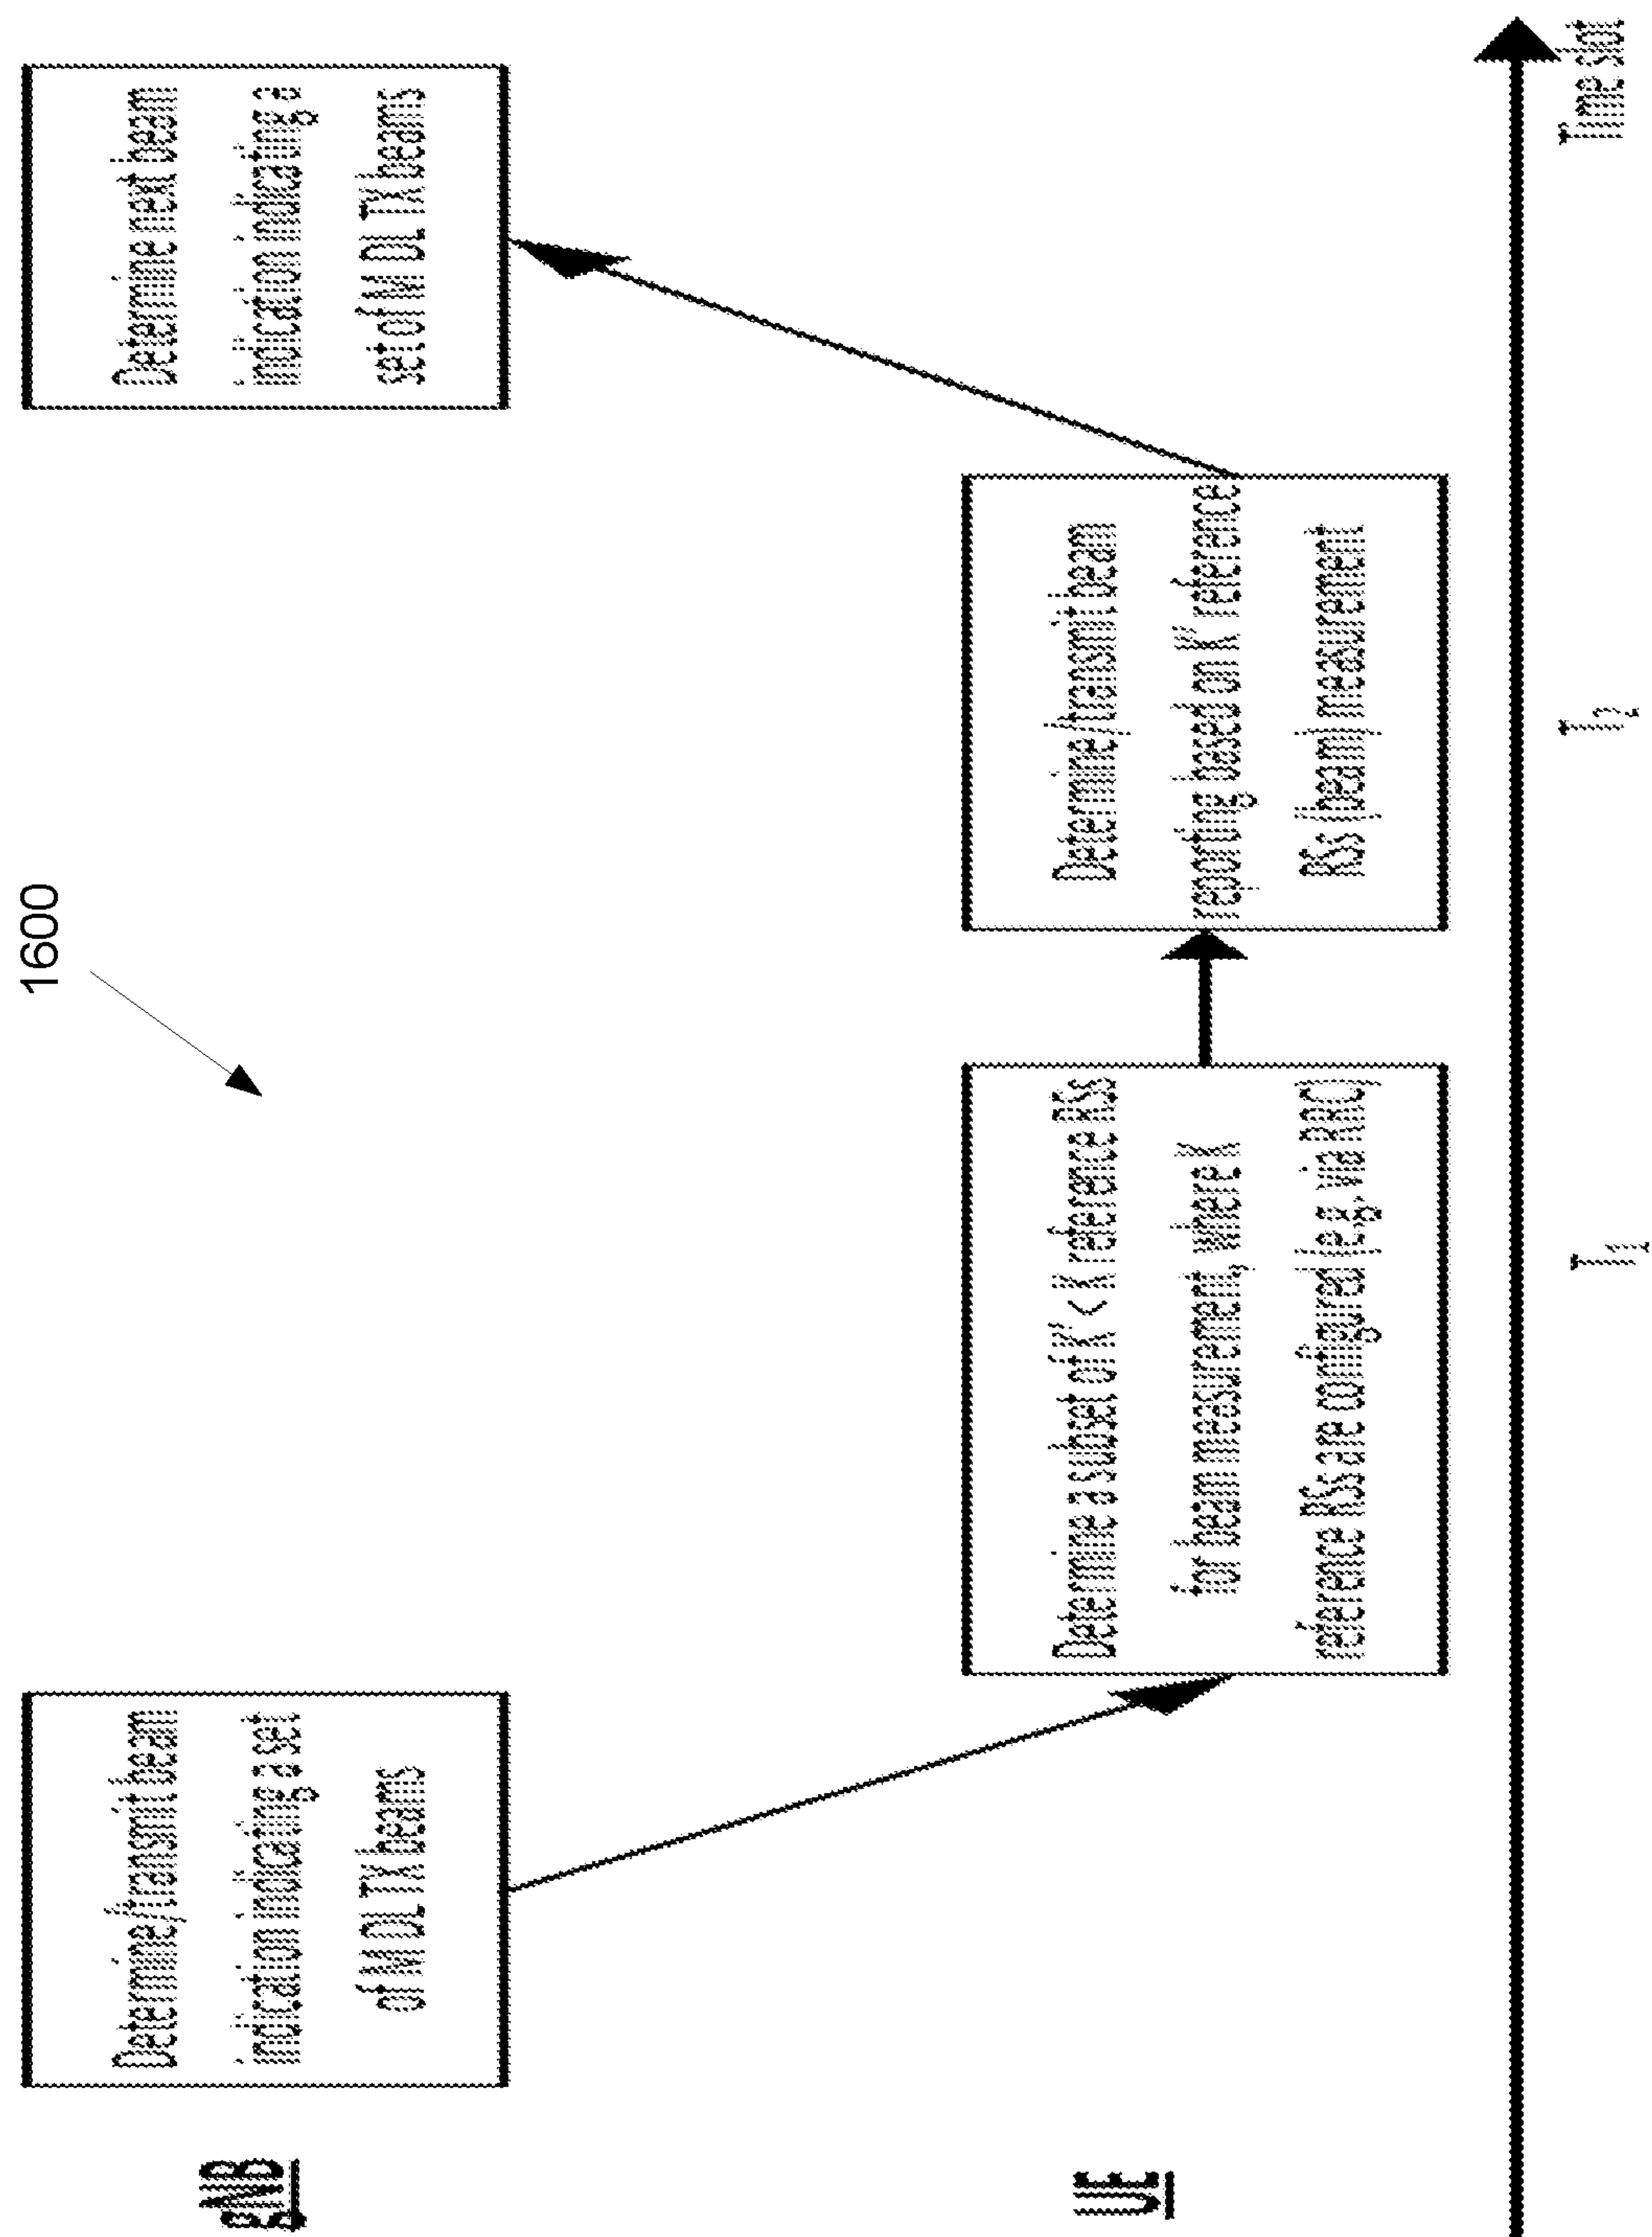 1600
gNB
Determine/transmit beam
indication indicating a set
of M DL TX beams
Determine next beam
indication indicating a
set of M DL TX beams
UE
Determine a subset of K' < K reference RSs
for beam measurement, where K
reference RSs are configured (e.g., via RRC)
Determine/transmit beam
reporting based on K' reference
RSs (beam) measurement
T1
T2
Time slot